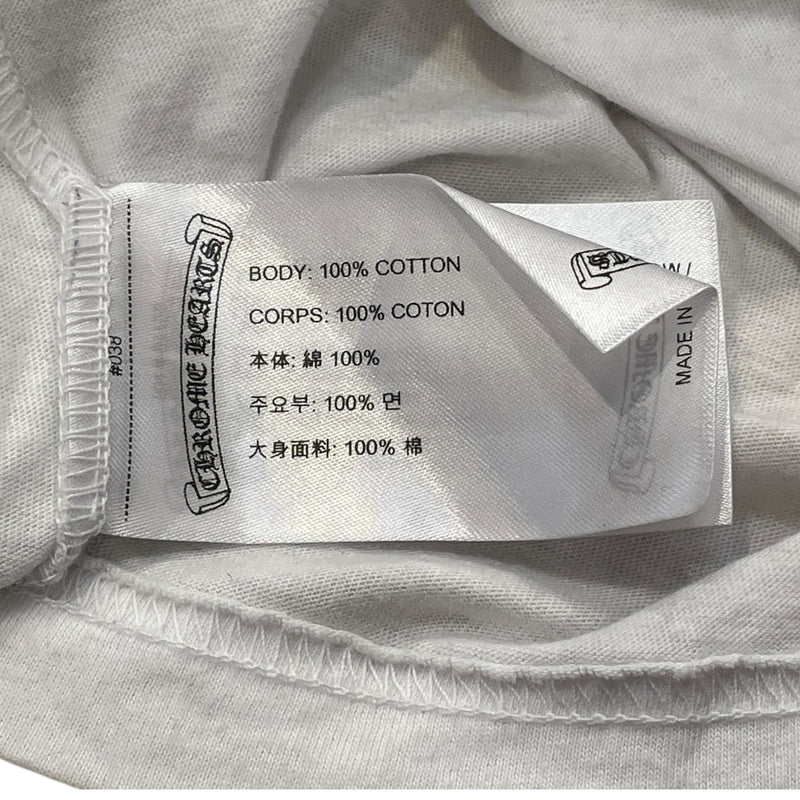 CHROME HEARTS
#038
BODY: 100% COTTON
CORPS: 100% COTON
本体: 綿 100%
주요부: 100% 면
大身面料: 100% 棉
MADE IN